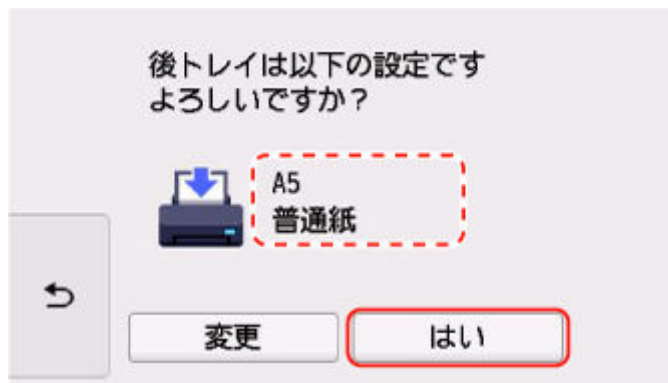 後トレイは以下の設定です
よろしいですか？
A5
普通紙
変更
はい